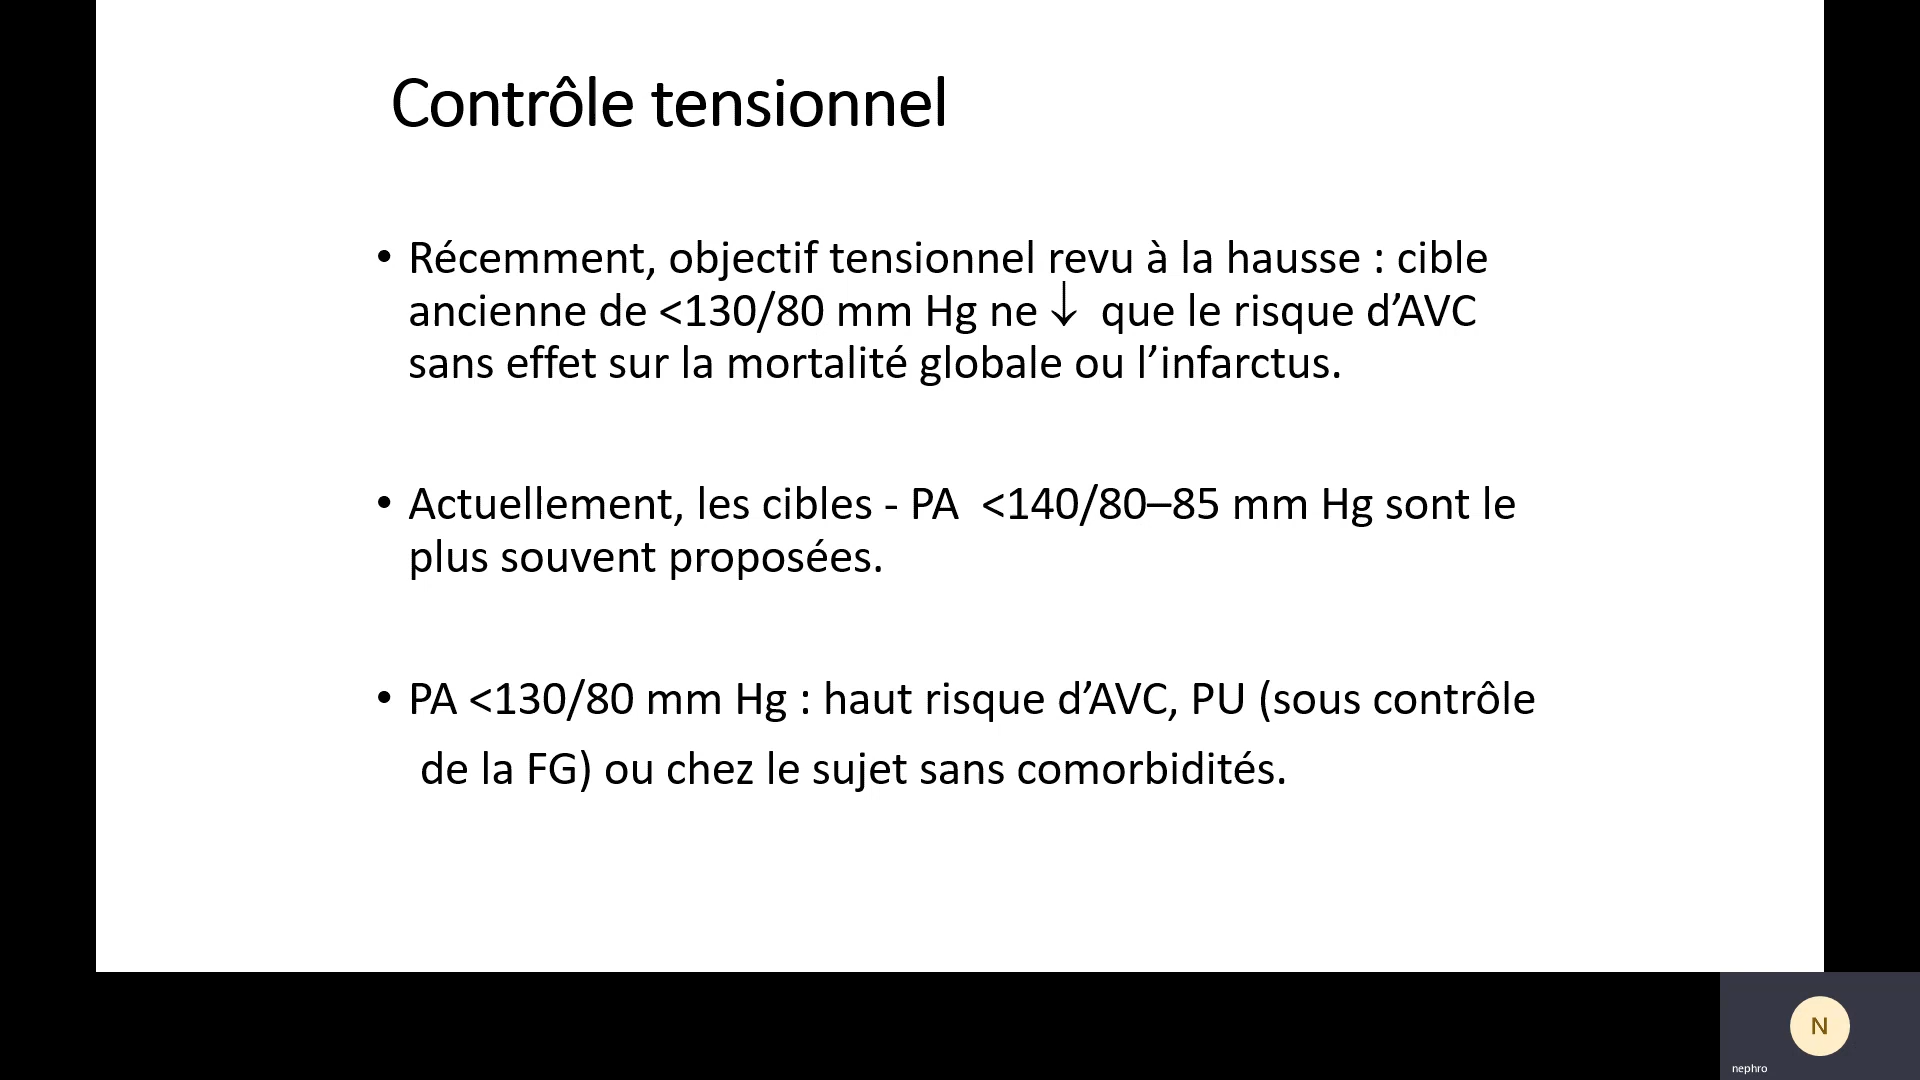 Contrôle tensionnel
• Récemment, objectif tensionnel revu à la hausse : cible
ancienne de <130/80 mm Hg ne ↓ que le risque d’AVC
sans effet sur la mortalité globale ou l’infarctus.
• Actuellement, les cibles - PA <140/80–85 mm Hg sont le
plus souvent proposées.
• PA <130/80 mm Hg : haut risque d’AVC, PU (sous contrôle
de la FG) ou chez le sujet sans comorbidités.
N
nephro